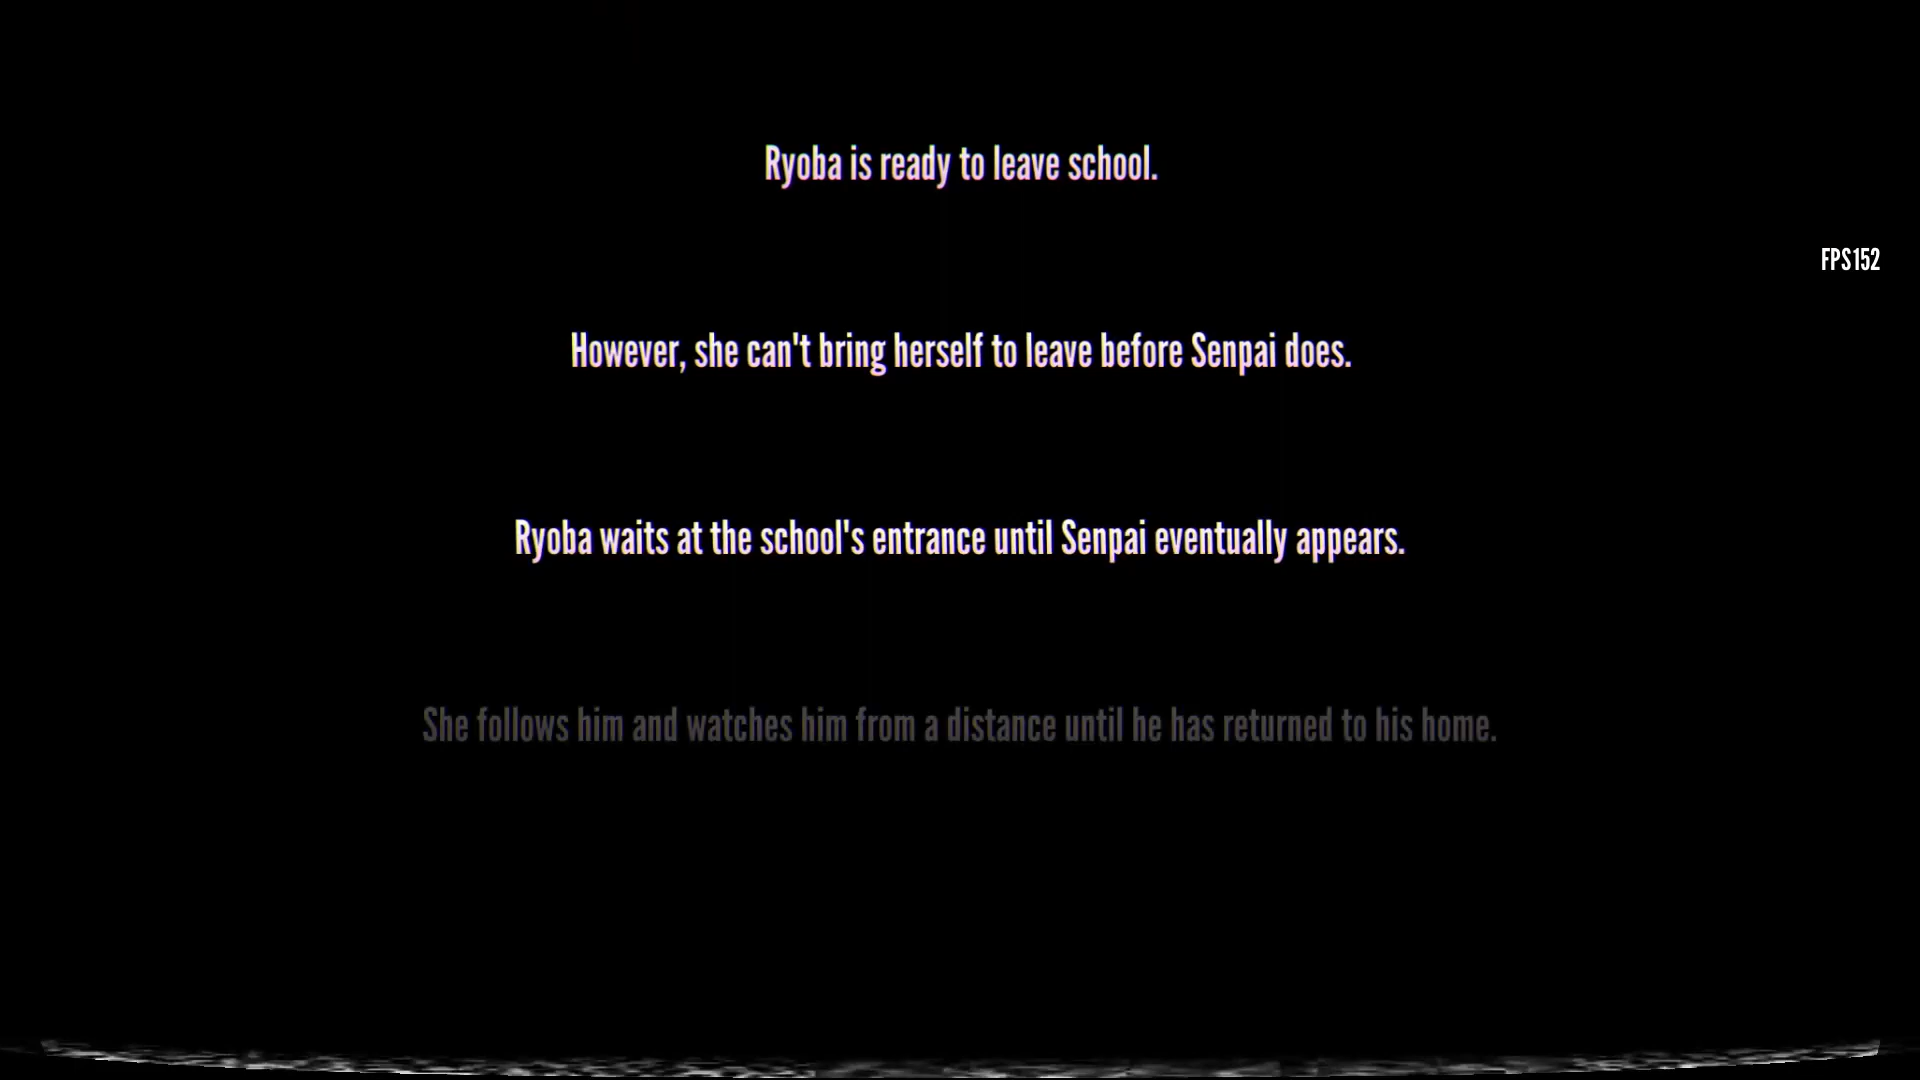 Ryoba is ready to leave school.
FPS152
However, she can't bring herself to leave before Senpai does.
Ryoba waits at the school's entrance until Senpai eventually appears.
She follows him and watches him from a distance until he has returned to his home.